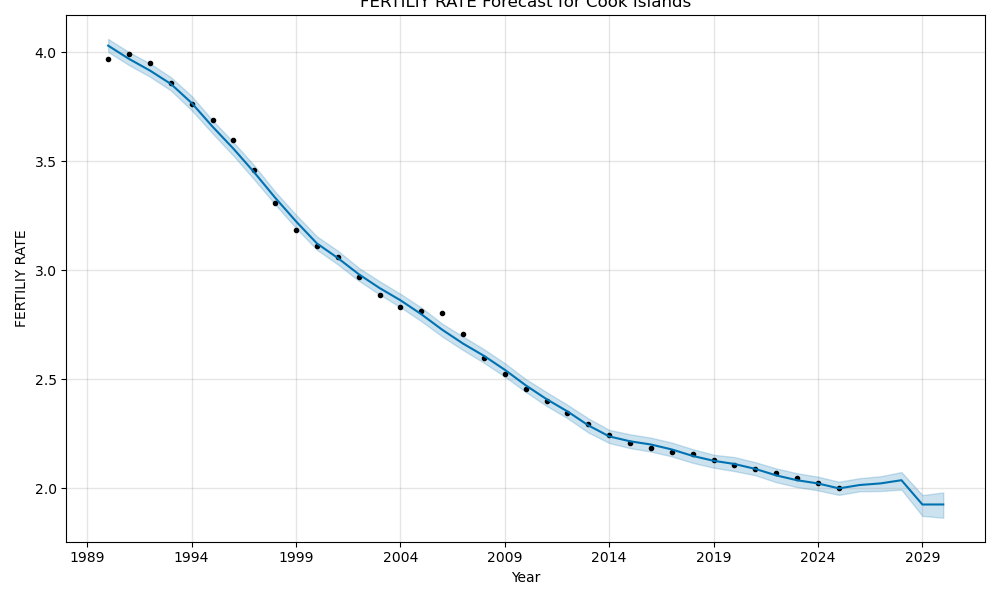 FERTILIY RATE Forecast for Cook Islands
4.0
3.5
3.0
2.5
2.0
FERTILIY RATE
1989 1994 1999 2004 2009 2014 2019 2024 2029
Year